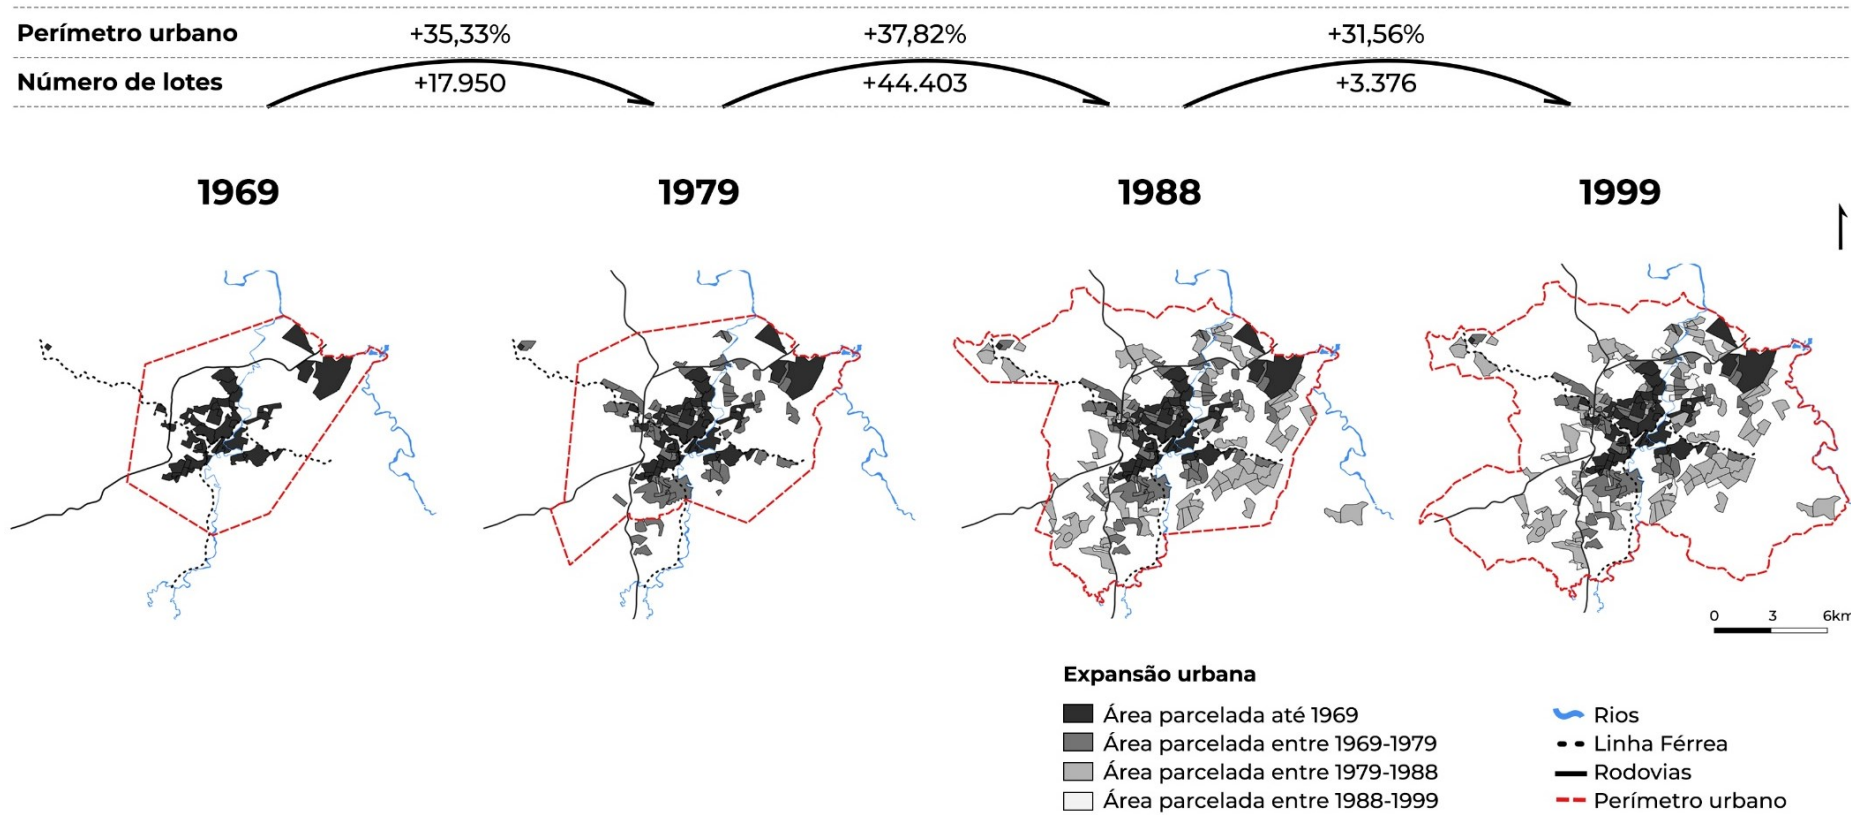 Perímetro urbano +35,33% +37,82% +31,56%
Número de lotes +17.950 +44.403 +3.376
1969 1979 1988 1999
0 3 6km
Expansão urbana
Área parcelada até 1969
Área parcelada entre 1969-1979
Área parcelada entre 1979-1988
Área parcelada entre 1988-1999
Rios
Linha Férrea
Rodovias
Perímetro urbano